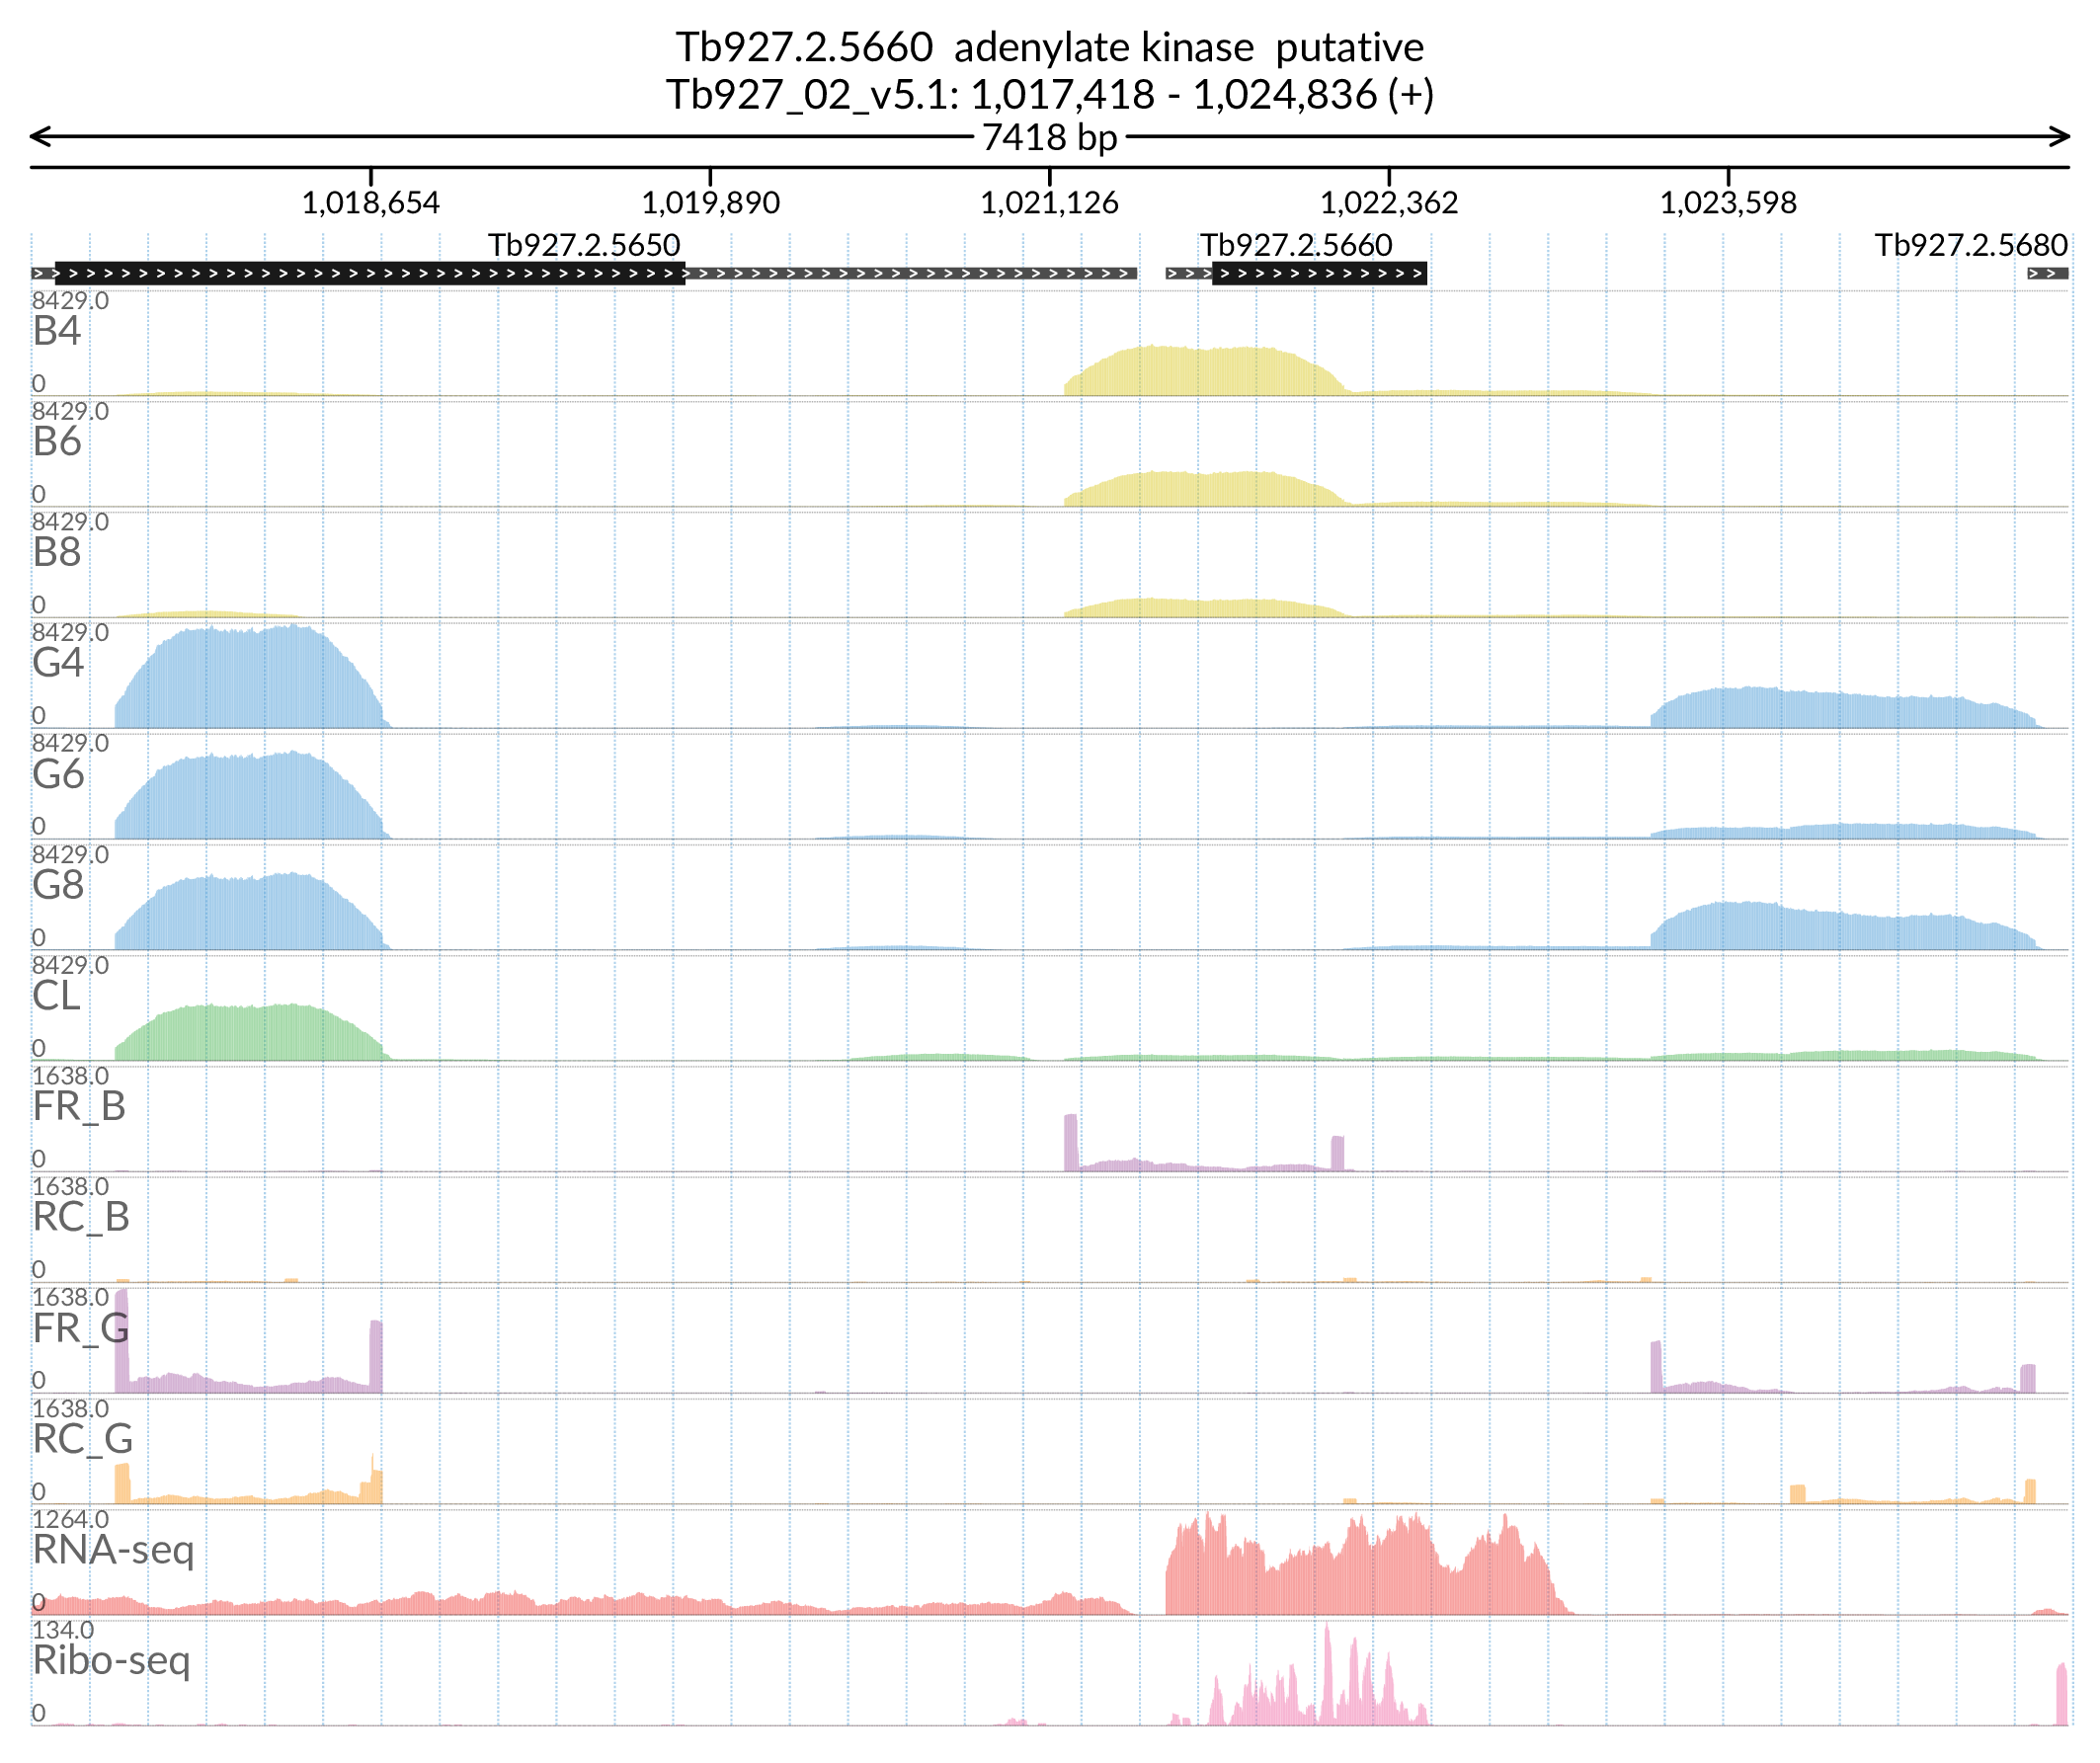 Tb927.2.5660 adenylate kinase putative
Tb927_02_v5.1: 1,017,418 - 1,024,836 (+)
7418 bp
1,018,654 1,019,890 1,021,126 1,022,362 1,023,598
Tb927.2.5650 Tb927.2.5660 Tb927.2.5680
8429.0
B4
0
8429.0
B6
0
8429.0
B8
0
8429.0
G4
0
8429.0
G6
0
8429.0
G8
0
8429.0
CL
0
1638.0
FR_B
0
1638.0
RC_B
0
1638.0
FR_G
0
1638.0
RC_G
0
1264.0
RNA-seq
0
134.0
Ribo-seq
0